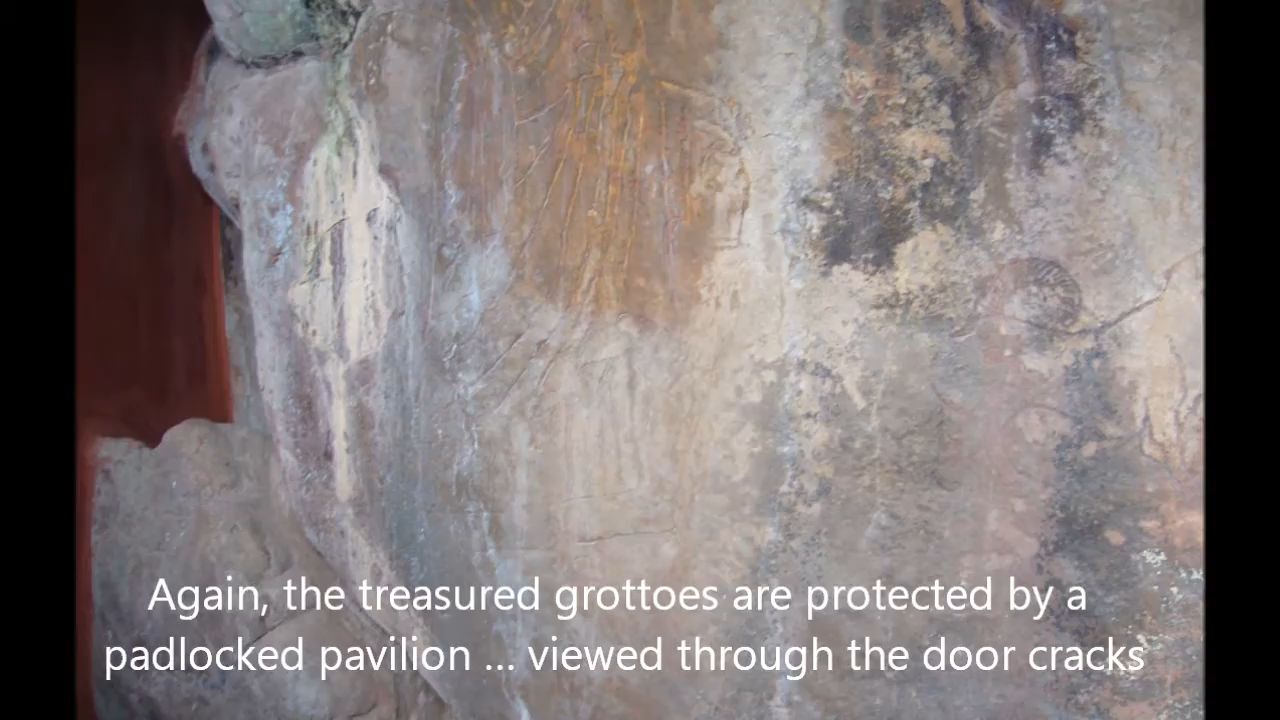 Again, the treasured grottoes are protected by a
padlocked pavilion ... viewed through the door cracks